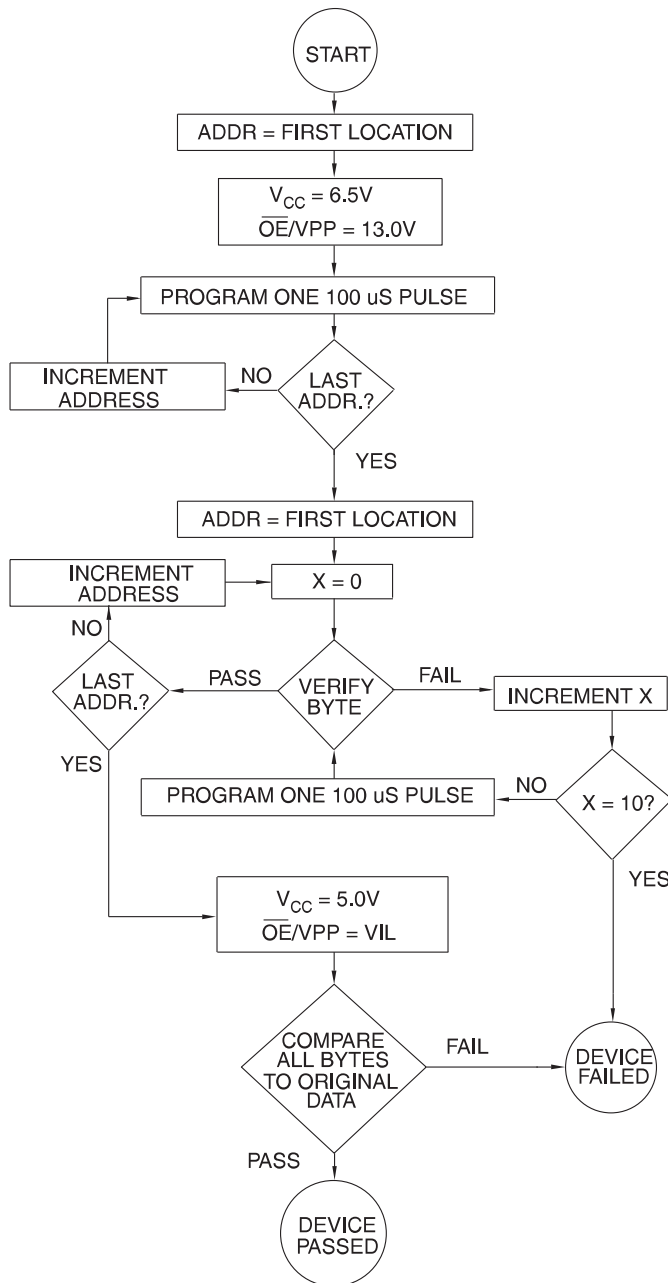 START
ADDR = FIRST LOCATION
VCC = 6.5V
OE/VPP = 13.0V
PROGRAM ONE 100 uS PULSE
INCREMENT
ADDRESS
NO
LAST
ADDR.?
YES
ADDR = FIRST LOCATION
INCREMENT
ADDRESS
X = 0
NO
LAST
ADDR.?
PASS
VERIFY
BYTE
FAIL
INCREMENT X
YES
PROGRAM ONE 100 uS PULSE
NO
X = 10?
YES
VCC = 5.0V
OE/VPP = VIL
COMPARE
ALL BYTES
TO ORIGINAL
DATA
FAIL
DEVICE
FAILED
PASS
DEVICE
PASSED